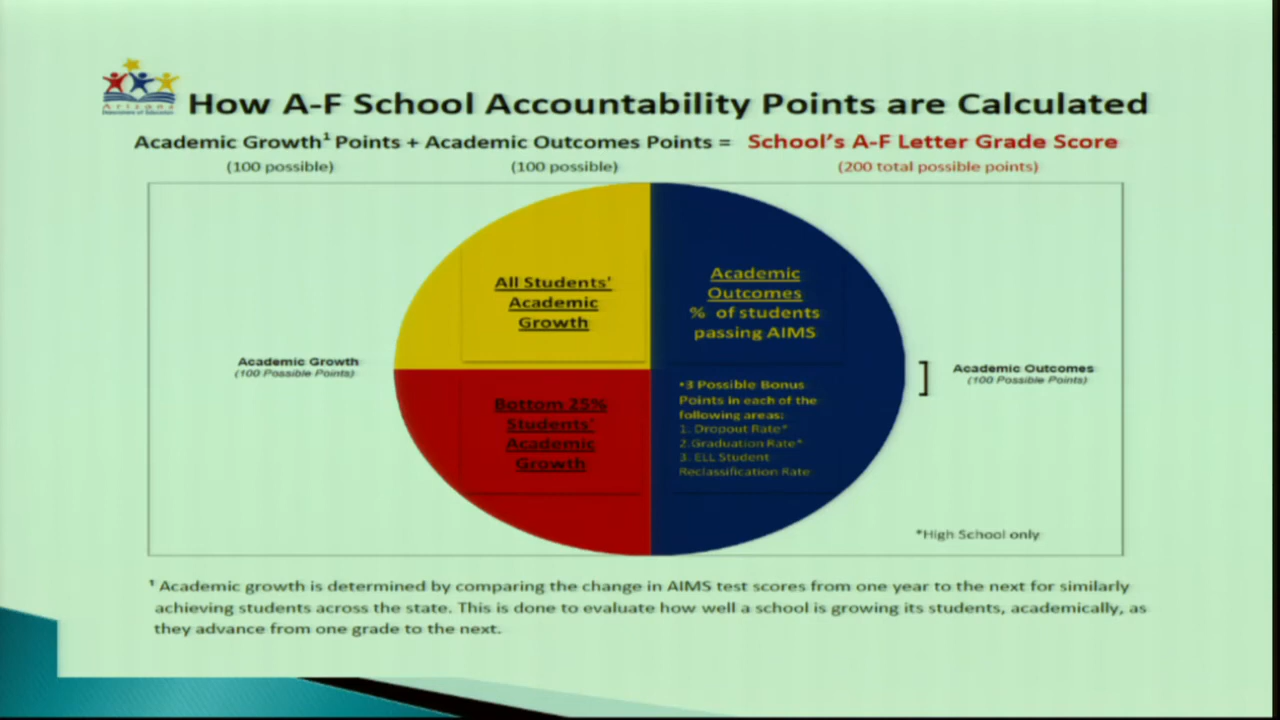 Arizona
Department of Education
How A-F School Accountability Points are Calculated
Academic Growth¹ Points + Academic Outcomes Points = School's A-F Letter Grade Score
(100 possible) (100 possible) (200 total possible points)
All Students'
Academic
Growth
Academic
Outcomes
% of students
passing AIMS
Academic Growth
(100 Possible Points)
] Academic Outcomes
(100 Possible Points)
Bottom 25%
Students'
Academic
Growth
•3 Possible Bonus
Points in each of the
following areas:
1. Dropout Rate*
2.Graduation Rate*
3. ELL Student
Reclassification Rate
*High School only
¹ Academic growth is determined by comparing the change in AIMS test scores from one year to the next for similarly
achieving students across the state. This is done to evaluate how well a school is growing its students, academically, as
they advance from one grade to the next.